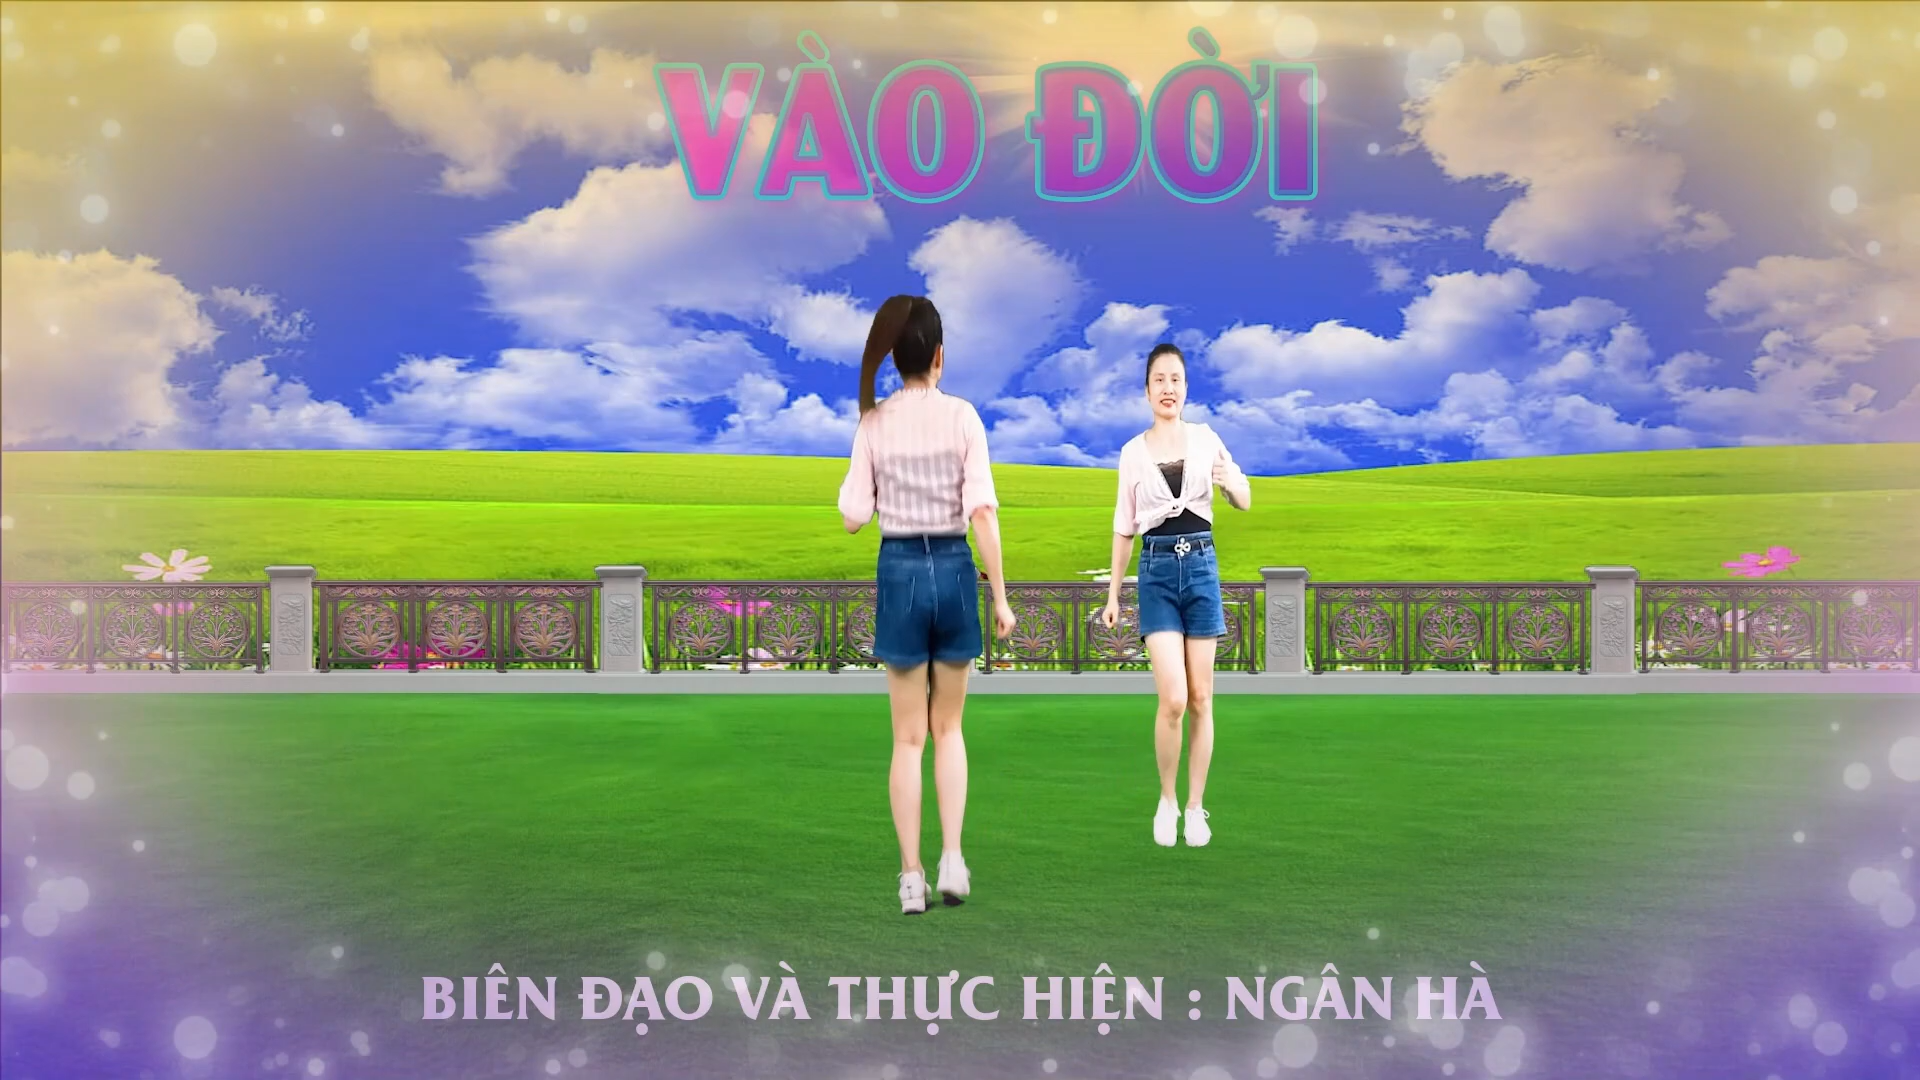 VÀO ĐỜI
BIÊN ĐẠO VÀ THỰC HIỆN : NGÂN HÀ